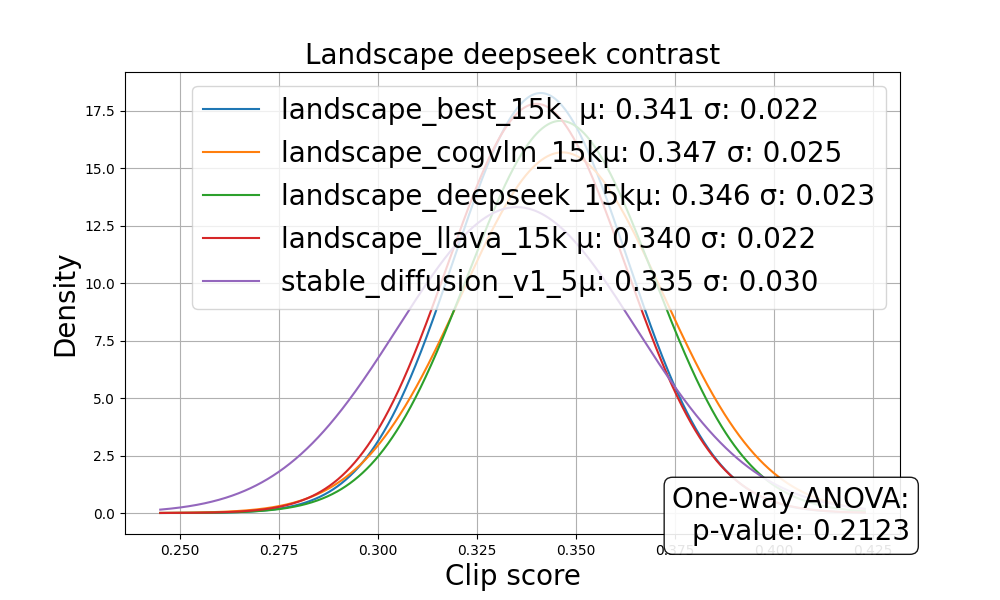 Landscape deepseek contrast
landscape_best_15k  μ: 0.341 σ: 0.022
landscape_cogvlm_15kμ: 0.347 σ: 0.025
landscape_deepseek_15kμ: 0.346 σ: 0.023
landscape_llava_15k μ: 0.340 σ: 0.022
stable_diffusion_v1_5μ: 0.335 σ: 0.030
17.5
15.0
12.5
10.0
7.5
5.0
2.5
0.0
Density
One-way ANOVA:
p-value: 0.2123
0.250 0.275 0.300 0.325 0.350 0.375 0.400 0.425
Clip score